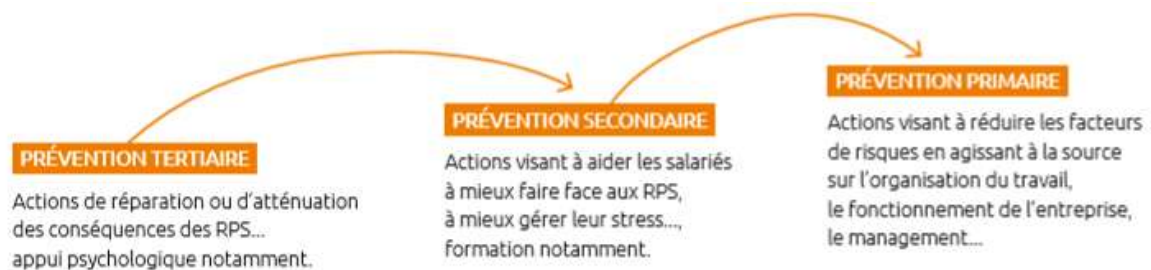 PRÉVENTION TERTIAIRE
Actions de réparation ou d'atténuation
des conséquences des RPS...
appui psychologique notamment.
PRÉVENTION SECONDAIRE
Actions visant à aider les salariés
à mieux faire face aux RPS,
à mieux gérer leur stress...,
formation notamment.
PRÉVENTION PRIMAIRE
Actions visant à réduire les facteurs
de risques en agissant à la source
sur l'organisation du travail,
le fonctionnement de l'entreprise,
le management...